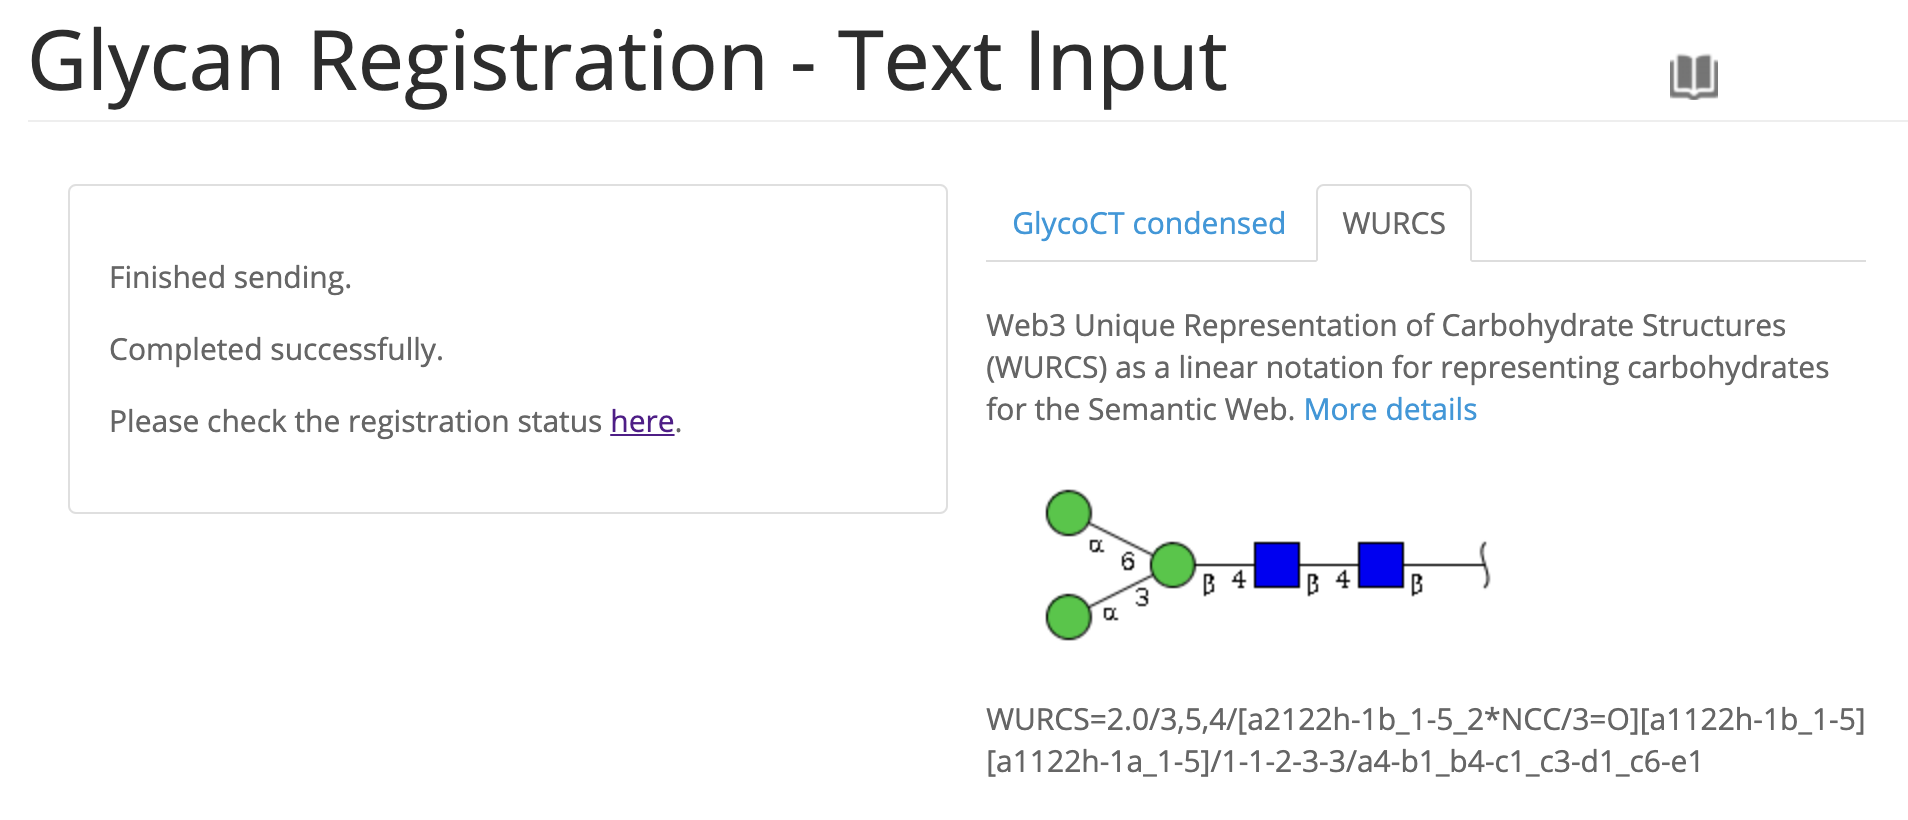 Glycan Registration - Text Input
Finished sending.
Completed successfully.
Please check the registration status here.
GlycoCT condensed
WURCS
Web3 Unique Representation of Carbohydrate Structures
(WURCS) as a linear notation for representing carbohydrates
for the Semantic Web. More details
α 6
α 3
β 4 β 4 β
WURCS=2.0/3,5,4/[a2122h-1b_1-5_2*NCC/3=O][a1122h-1b_1-5]
[a1122h-1a_1-5]/1-1-2-3-3/a4-b1_b4-c1_c3-d1_c6-e1